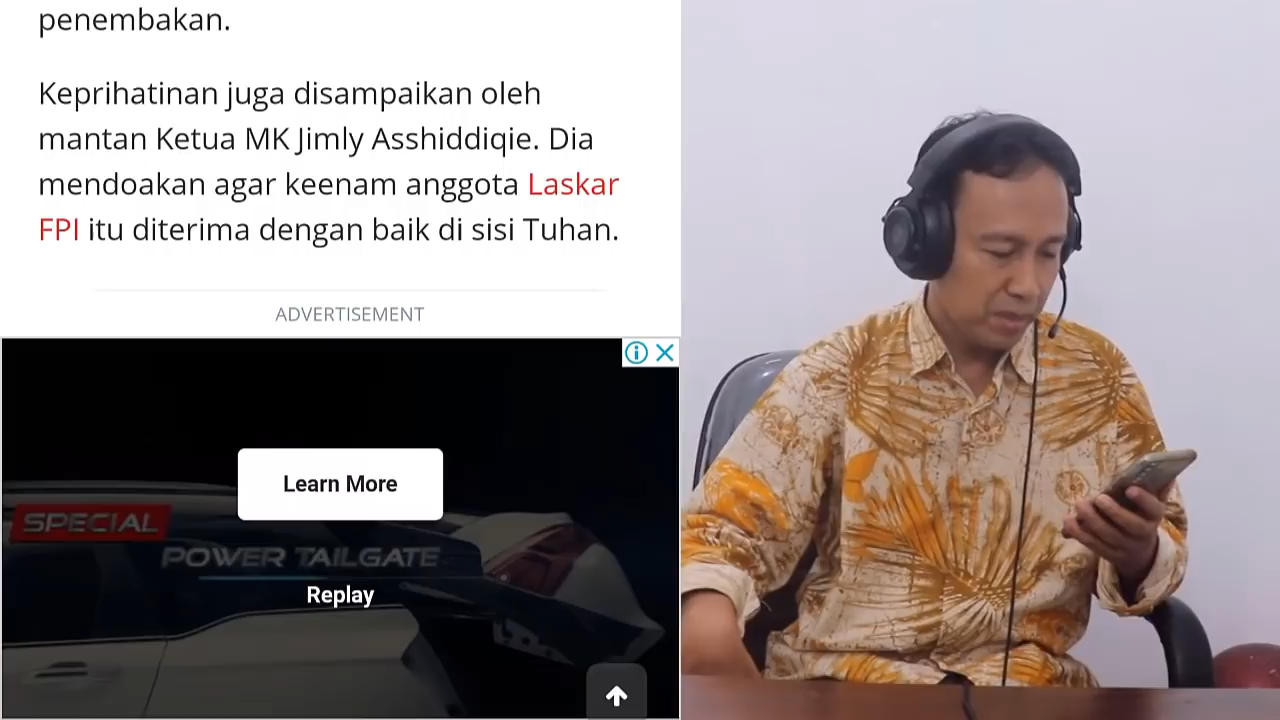 penembakan.
Keprihatinan juga disampaikan oleh
mantan Ketua MK Jimly Asshiddiqie. Dia
mendoakan agar keenam anggota Laskar
FPI itu diterima dengan baik di sisi Tuhan.
ADVERTISEMENT
Learn More
SPECIAL
POWER TAILGATE
Replay